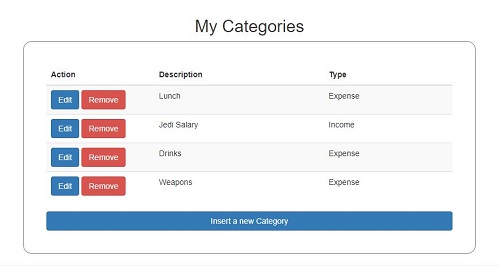 My Categories
Action Description Type
Edit Remove Lunch Expense
Edit Remove Jedi Salary Income
Edit Remove Drinks Expense
Edit Remove Weapons Expense
Insert a new Category